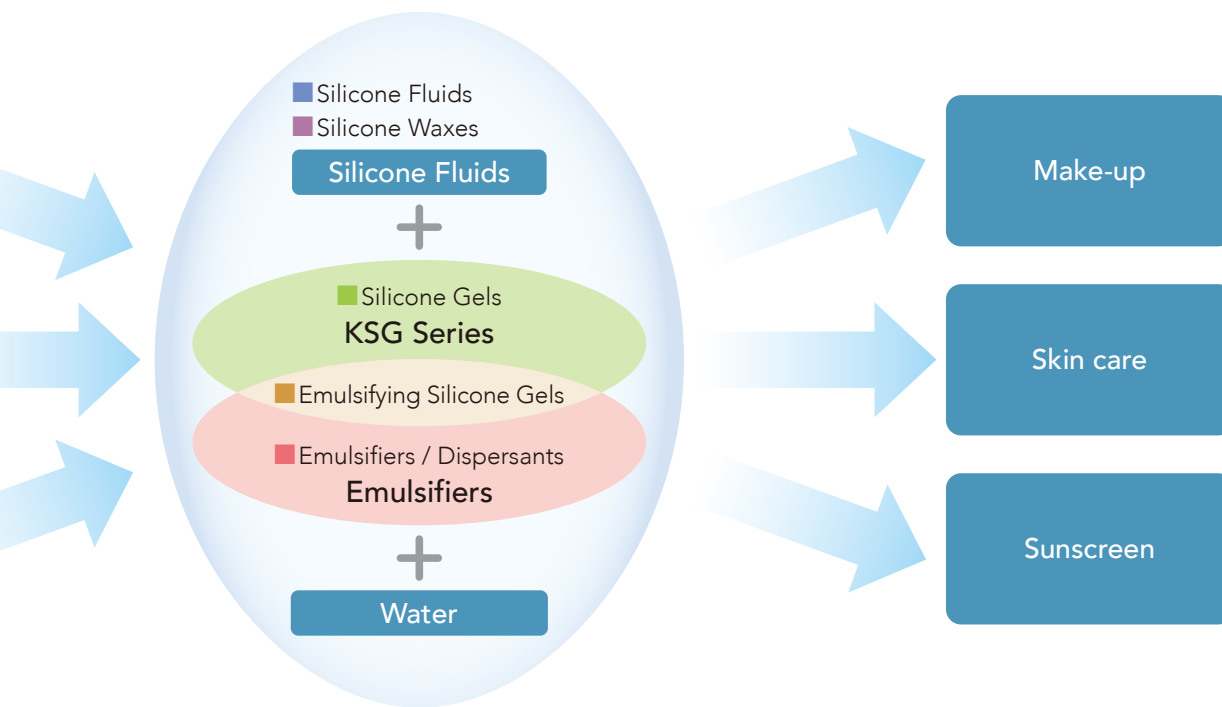 Silicone Fluids
Silicone Waxes
Silicone Fluids
Silicone Gels
KSG Series
Emulsifying Silicone Gels
Emulsifiers / Dispersants
Emulsifiers
Water
Make-up
Skin care
Sunscreen